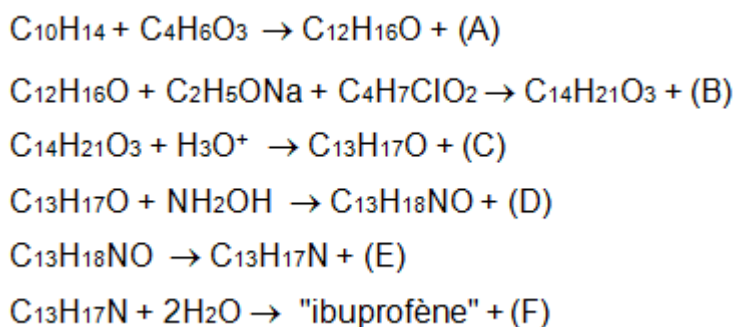 C10H14 + C4H6O3 → C12H16O + (A)
C12H16O + C2H5ONa + C4H7ClO2 → C14H21O3 + (B)
C14H21O3 + H3O⁺ → C13H17O + (C)
C13H17O + NH2OH → C13H18NO + (D)
C13H18NO → C13H17N + (E)
C13H17N + 2H2O → "ibuprofène" + (F)